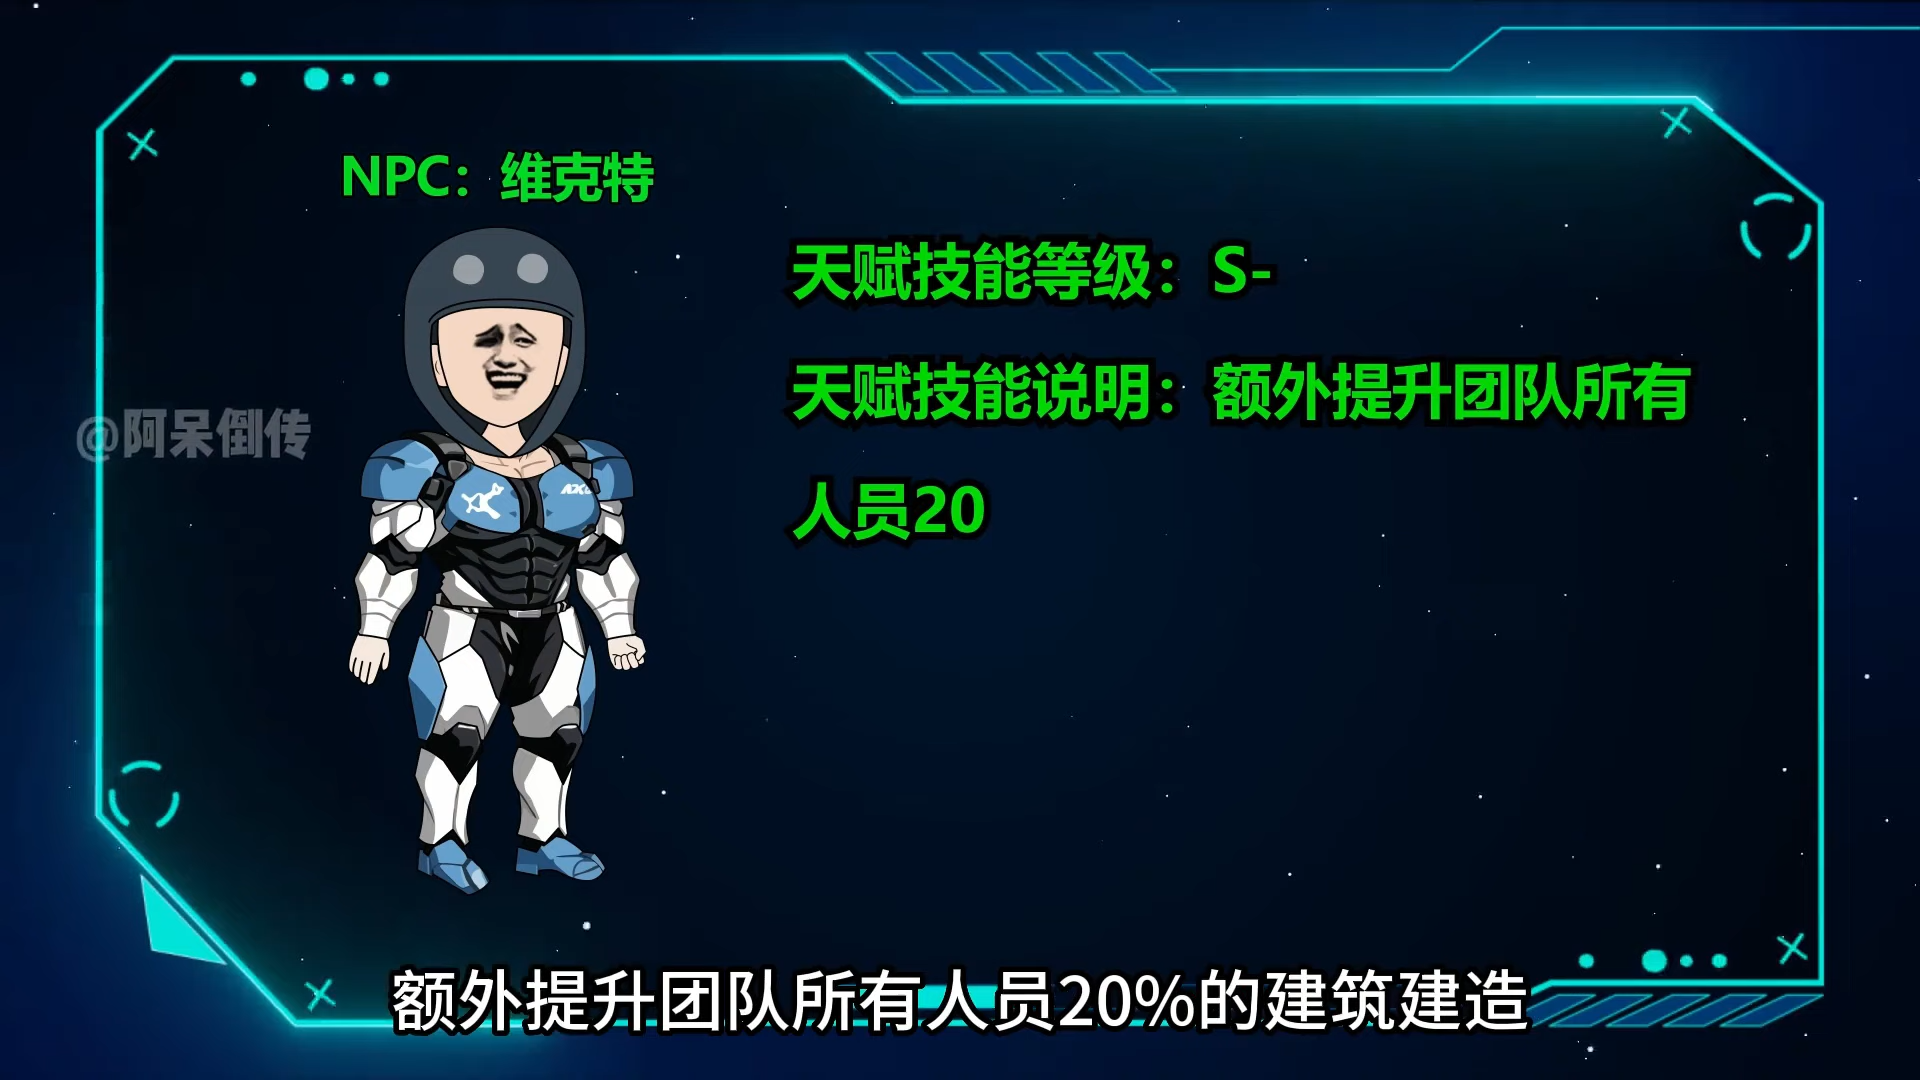 NPC：维克特
天赋技能等级：S-
天赋技能说明：额外提升团队所有
人员20
@阿呆倒传
额外提升团队所有人员20%的建筑建造